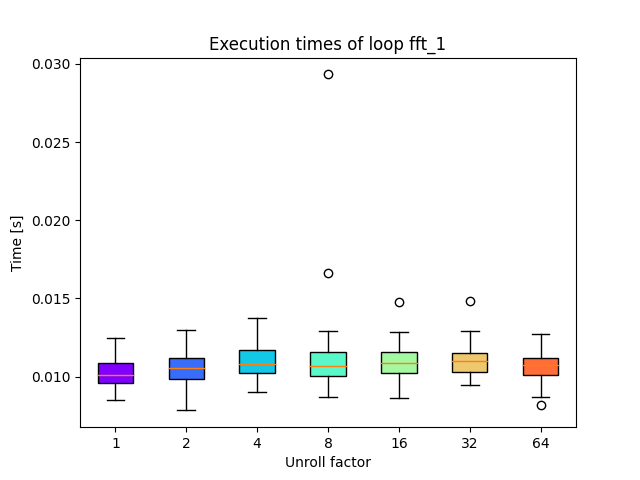 Execution times of loop fft_1
0.030
0.025
0.020
0.015
0.010
Time [s]
1 2 4 8 16 32 64
Unroll factor